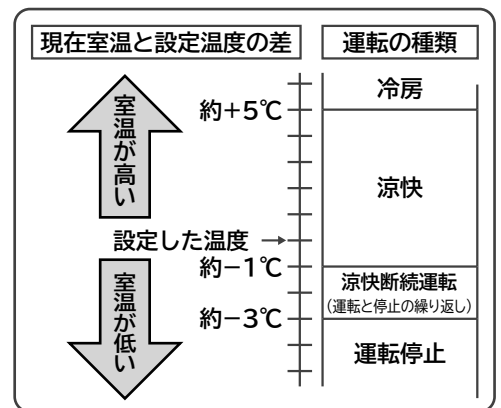 現在室温と設定温度の差
運転の種類
室温が高い
約＋5℃
冷房
涼快
設定した温度 →
約－1℃
室温が低い
涼快断続運転
（運転と停止の繰り返し）
約－3℃
運転停止